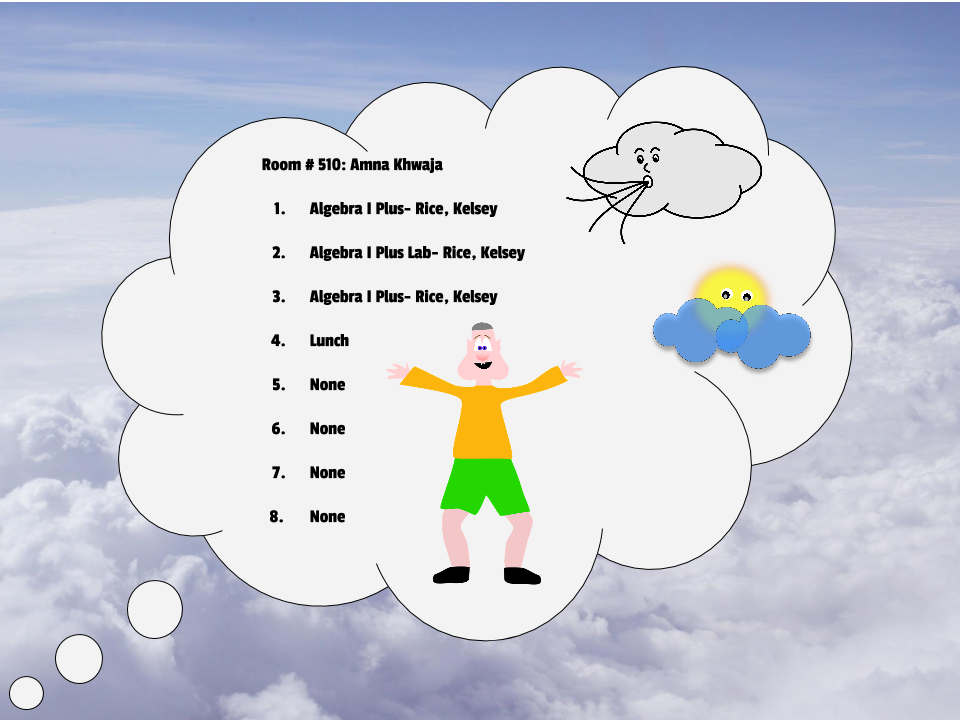 Room # 510: Amna Khwaja
1. Algebra I Plus- Rice, Kelsey
2. Algebra I Plus Lab- Rice, Kelsey
3. Algebra I Plus- Rice, Kelsey
4. Lunch
5. None
6. None
7. None
8. None